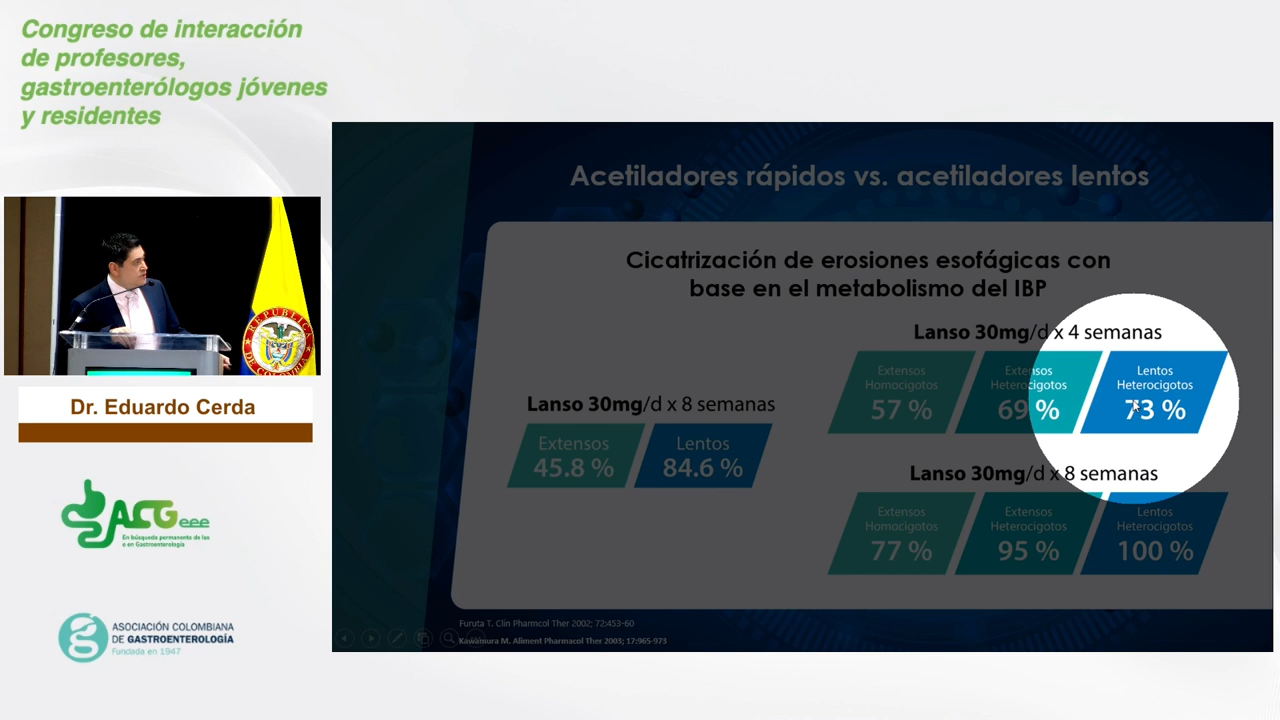 Congreso de interacción
de profesores,
gastroenterólogos jóvenes
y residentes
Dr. Eduardo Cerda
ACGeee
En búsqueda permanente de las
e en Gastroenterología
ASOCIACIÓN COLOMBIANA
DE GASTROENTEROLOGÍA
Fundada en 1947
Acetiladores rápidos vs. acetiladores lentos
Cicatrización de erosiones esofágicas con
base en el metabolismo del IBP
Lanso 30mg/d x 8 semanas
Extensos
45.8 %
Lentos
84.6 %
Lanso 30mg/d x 4 semanas
Extensos
Homocigotos
57 %
Extensos
Heterocigotos
69 %
Lentos
Heterocigotos
73 %
Lanso 30mg/d x 8 semanas
Extensos
Homocigotos
77 %
Extensos
Heterocigotos
95 %
Lentos
Heterocigotos
100 %
Furuta T. Clin Pharmcol Ther 2002; 72:453-60
Kawamura M. Aliment Pharmacol Ther 2003; 17:965-973